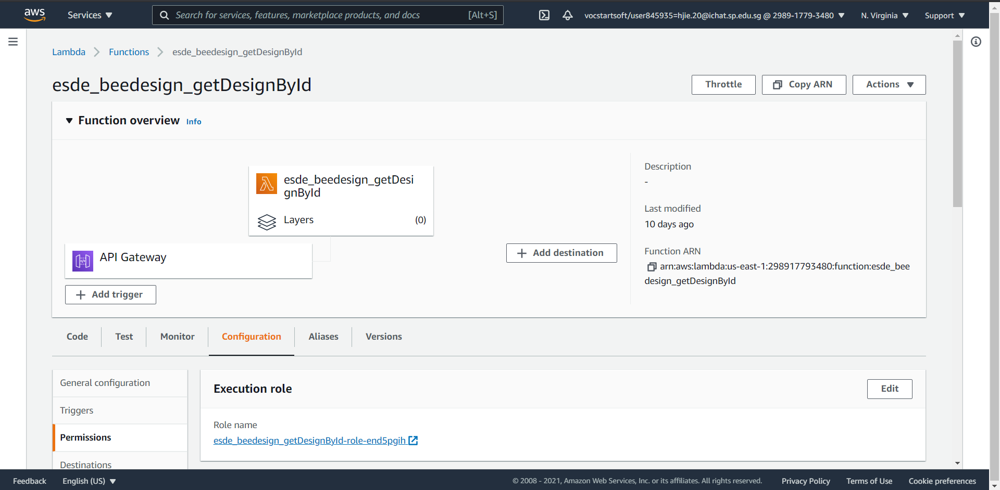 aws
Services
Search for services, features, marketplace products, and docs
[Alt+S]
vocstartsoft/user845935=hjie.20@ichat.sp.edu.sg @ 2989-1779-3480
N. Virginia
Support
Lambda
Functions
esde_beedesign_getDesignById
esde_beedesign_getDesignById
Throttle
Copy ARN
Actions
Function overview
Info
esde_beedesign_getDesi
gnById
Layers
(0)
API Gateway
Add trigger
Add destination
Description
-
Last modified
10 days ago
Function ARN
arn:aws:lambda:us-east-1:298917793480:function:esde_bee
design_getDesignById
Code
Test
Monitor
Configuration
Aliases
Versions
General configuration
Triggers
Permissions
Destinations
Execution role
Edit
Role name
esde_beedesign_getDesignById-role-end5pgih
Feedback
English (US)
© 2008 - 2021, Amazon Web Services, Inc. or its affiliates. All rights reserved.
Privacy Policy
Terms of Use
Cookie preferences